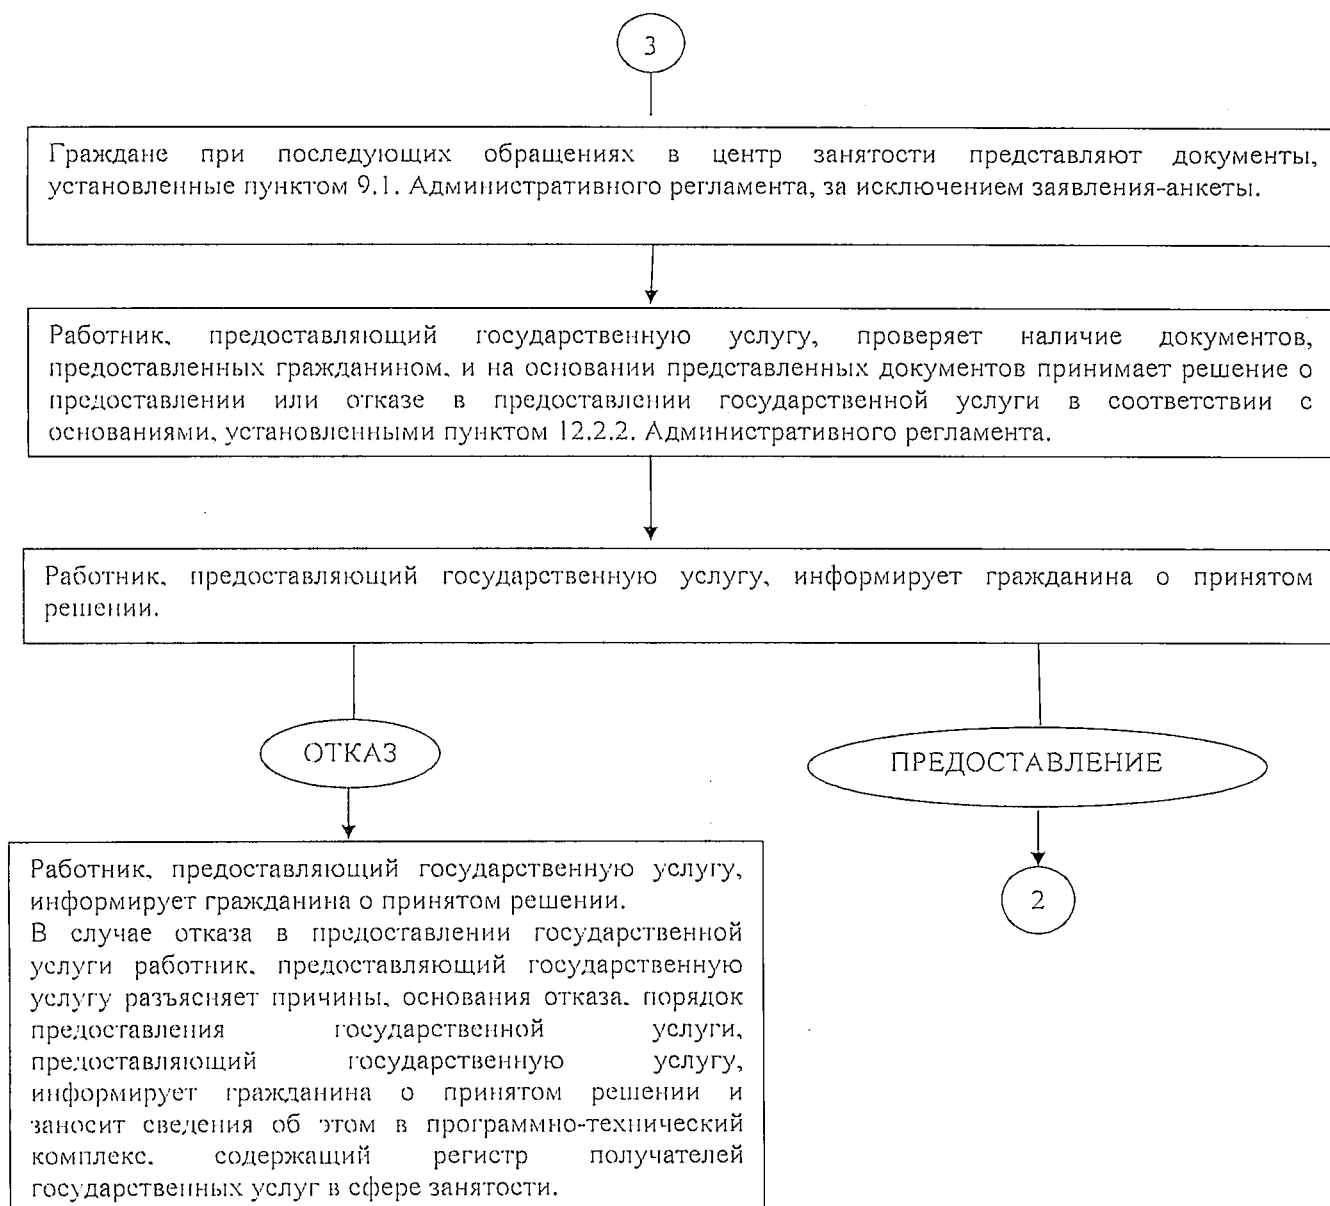 3
Граждане при последующих обращениях в центр занятости представляют документы,
установленные пунктом 9.1. Административного регламента, за исключением заявления-анкеты.
Работник, предоставляющий государственную услугу, проверяет наличие документов,
предоставленных гражданином, и на основании представленных документов принимает решение о
предоставлении или отказе в предоставлении государственной услуги в соответствии с
основаниями, установленными пунктом 12.2.2. Административного регламента.
Работник, предоставляющий государственную услугу, информирует гражданина о принятом
решении.
ОТКАЗ
ПРЕДОСТАВЛЕНИЕ
Работник, предоставляющий государственную услугу,
информирует гражданина о принятом решении.
В случае отказа в предоставлении государственной
услуги работник, предоставляющий государственную
услугу разъясняет причины, основания отказа, порядок
предоставления государственной услуги,
предоставляющий государственную услугу,
информирует гражданина о принятом решении и
заносит сведения об этом в программно-технический
комплекс, содержащий регистр получателей
государственных услуг в сфере занятости.
2